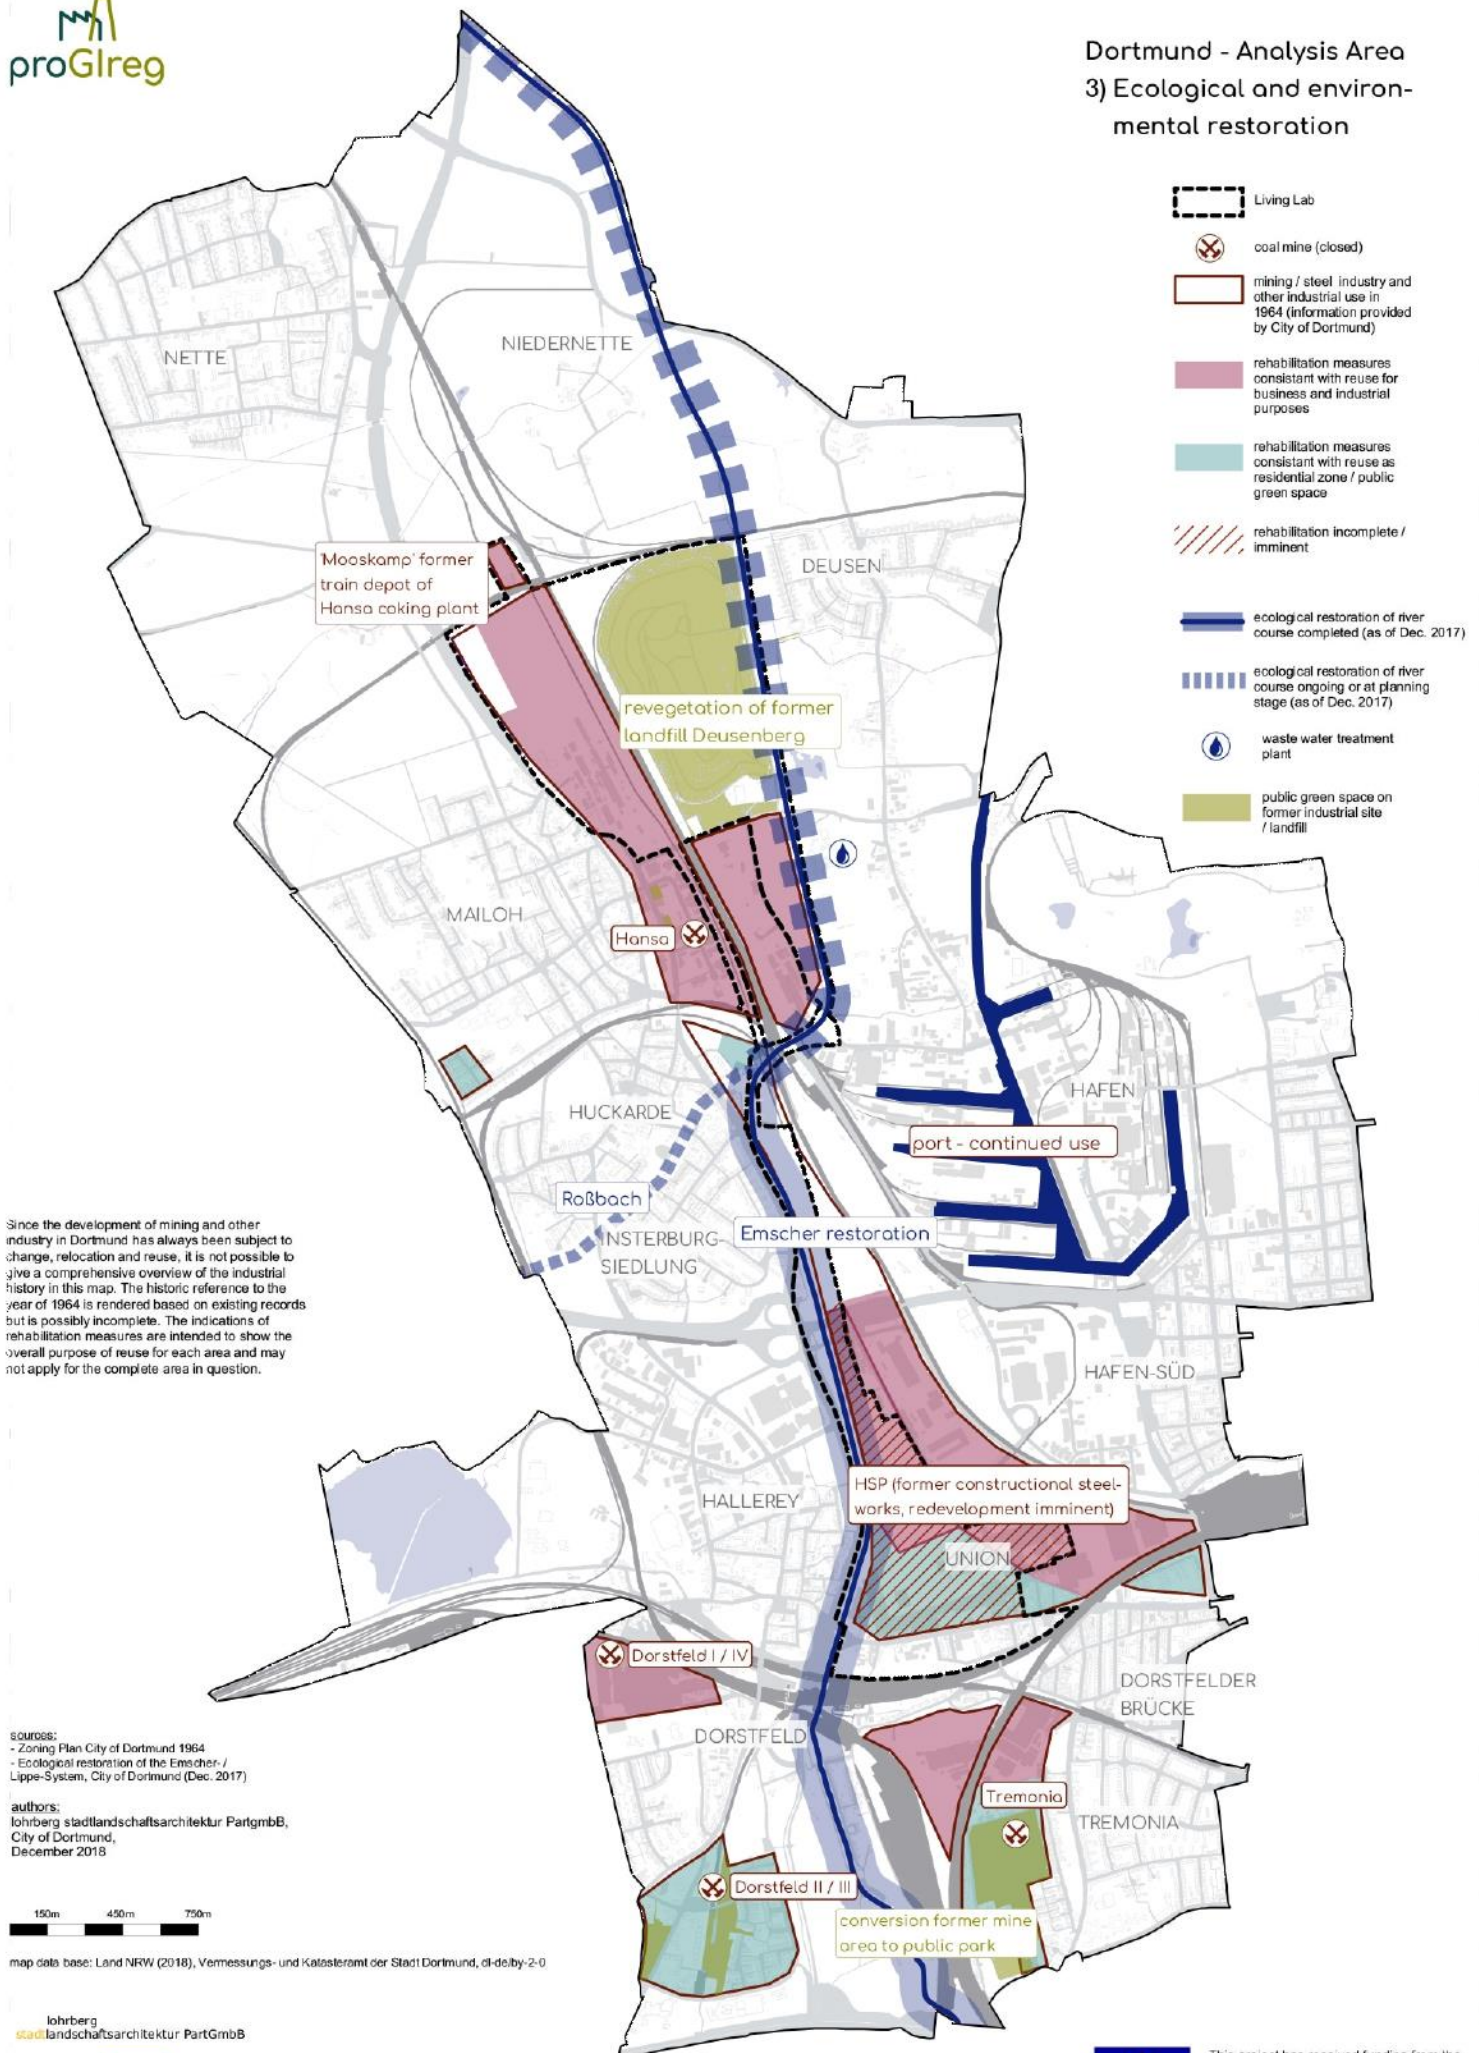 proGIreg
Dortmund - Analysis Area
3) Ecological and environ-
mental restoration
Living Lab
coal mine (closed)
mining / steel industry and
other industrial use in
1964 (information provided
by City of Dortmund)
rehabilitation measures
consistant with reuse for
business and industrial
purposes
rehabilitation measures
consistant with reuse as
residential zone / public
green space
rehabilitation incomplete /
imminent
ecological restoration of river
course completed (as of Dec. 2017)
ecological restoration of river
course ongoing or at planning
stage (as of Dec. 2017)
waste water treatment
plant
public green space on
former industrial site
/ landfill
NETTE
NIEDERNETTE
DEUSEN
'Mooskamp' former
train depot of
Hansa coking plant
revegetation of former
landfill Deusenberg
MAILOH
Hansa
HUCKARDE
HAFEN
port - continued use
Roßbach
INSTERBURG-
SIEDLUNG
Emscher restoration
HAFEN-SÜD
HALLEREY
HSP (former constructional steel-
works, redevelopment imminent)
UNION
Dorstfeld I / IV
DORSTFELDER
BRÜCKE
DORSTFELD
Tremonia
TREMONIA
Dorstfeld II / III
conversion former mine
area to public park
Since the development of mining and other
industry in Dortmund has always been subject to
change, relocation and reuse, it is not possible to
give a comprehensive overview of the industrial
history in this map. The historic reference to the
year of 1964 is rendered based on existing records
but is possibly incomplete. The indications of
rehabilitation measures are intended to show the
overall purpose of reuse for each area and may
not apply for the complete area in question.
sources:
- Zoning Plan City of Dortmund 1964
- Ecological restoration of the Emscher- /
Lippe-System, City of Dortmund (Dec. 2017)
authors:
lohrberg stadtlandschaftsarchitektur PartgmbB,
City of Dortmund,
December 2018
150m 450m 750m
map data base: Land NRW (2018), Vermessungs- und Katasteramt der Stadt Dortmund, dl-de/by-2-0
lohrberg
stadtlandschaftsarchitektur PartGmbB
This project has received funding from the